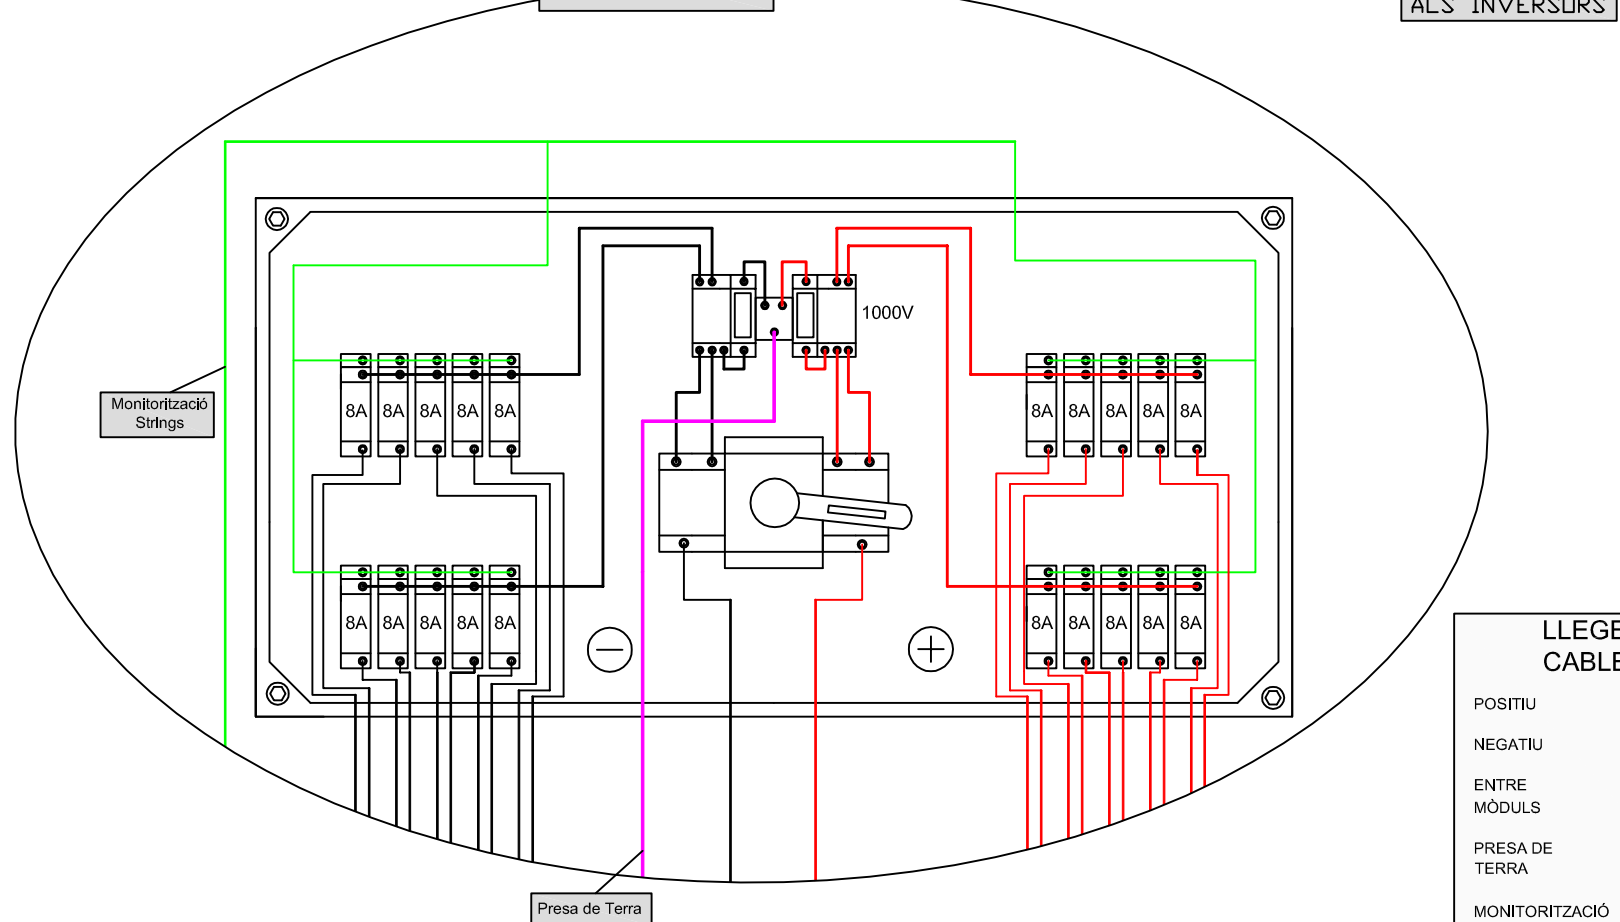 ALS INVERSORS
1000V
Monitorització
Strings
8A 8A 8A 8A 8A
8A 8A 8A 8A 8A
8A 8A 8A 8A 8A
8A 8A 8A 8A 8A
Presa de Terra
LLEGE
CABLE
POSITIU
NEGATIU
ENTRE
MÒDULS
PRESA DE
TERRA
MONITORITZACIÓ